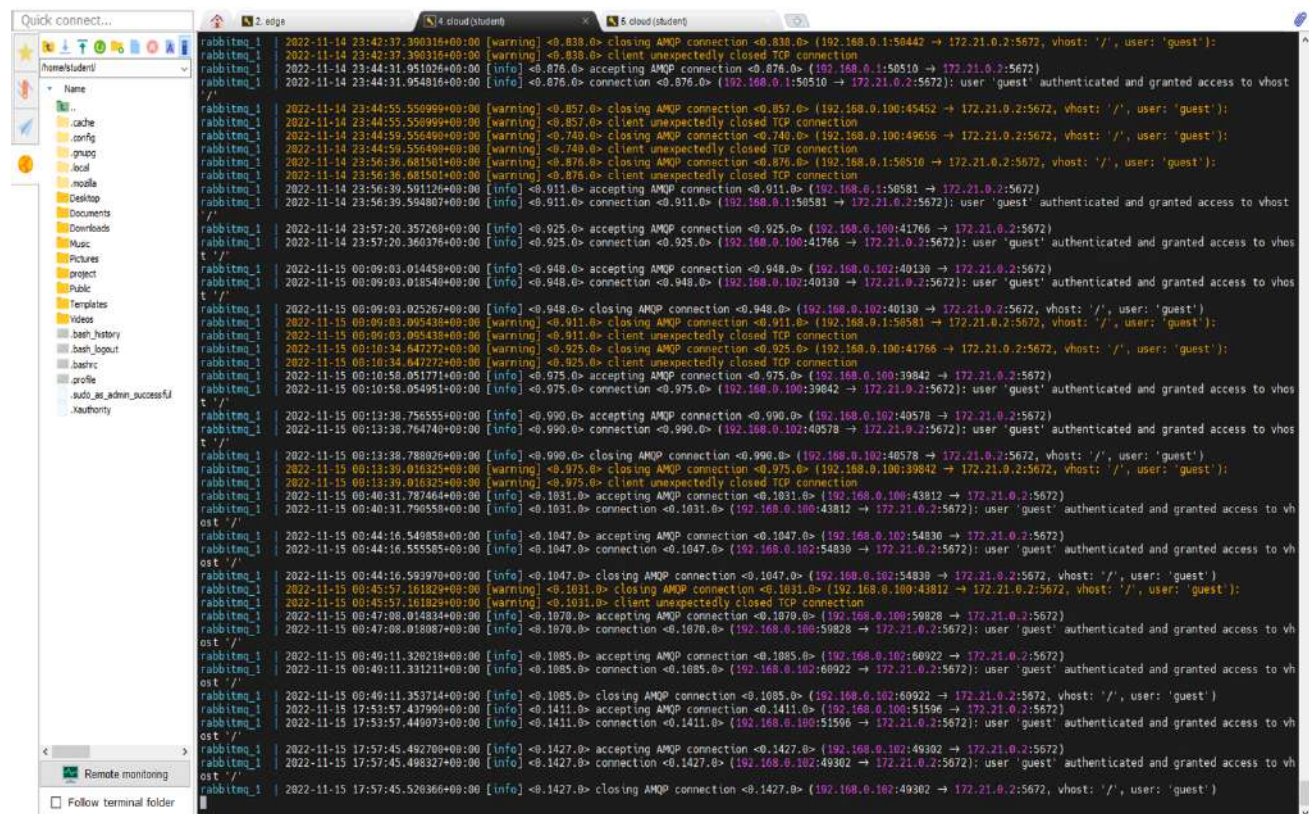 Quick connect...
2. edge
4. cloud (student)
5. cloud (student)
/home/student/
Name
..
.cache
.config
.gnupg
.local
.mozilla
Desktop
Documents
Downloads
Music
Pictures
project
Public
Templates
Videos
.bash_history
.bash_logout
.bashrc
.profile
.sudo_as_admin_successful
.Xauthority
Remote monitoring
Follow terminal folder
rabbitmq_1 | 2022-11-14 23:42:37.390316+00:00 [warning] <0.838.0> closing AMQP connection <0.838.0> (192.168.0.1:50442 → 172.21.0.2:5672, vhost: '/', user: 'guest'):
rabbitmq_1 | 2022-11-14 23:42:37.390316+00:00 [warning] <0.838.0> client unexpectedly closed TCP connection
rabbitmq_1 | 2022-11-14 23:44:31.951026+00:00 [info] <0.876.0> accepting AMQP connection <0.876.0> (192.168.0.1:50510 → 172.21.0.2:5672)
rabbitmq_1 | 2022-11-14 23:44:31.954816+00:00 [info] <0.876.0> connection <0.876.0> (192.168.0.1:50510 → 172.21.0.2:5672): user 'guest' authenticated and granted access to vhost
'/'
rabbitmq_1 | 2022-11-14 23:44:55.550999+00:00 [warning] <0.857.0> closing AMQP connection <0.857.0> (192.168.0.100:45452 → 172.21.0.2:5672, vhost: '/', user: 'guest'):
rabbitmq_1 | 2022-11-14 23:44:55.550999+00:00 [warning] <0.857.0> client unexpectedly closed TCP connection
rabbitmq_1 | 2022-11-14 23:44:59.556490+00:00 [warning] <0.740.0> closing AMQP connection <0.740.0> (192.168.0.100:49656 → 172.21.0.2:5672, vhost: '/', user: 'guest'):
rabbitmq_1 | 2022-11-14 23:44:59.556490+00:00 [warning] <0.740.0> client unexpectedly closed TCP connection
rabbitmq_1 | 2022-11-14 23:56:36.681501+00:00 [warning] <0.876.0> closing AMQP connection <0.876.0> (192.168.0.1:50510 → 172.21.0.2:5672, vhost: '/', user: 'guest'):
rabbitmq_1 | 2022-11-14 23:56:36.681501+00:00 [warning] <0.876.0> client unexpectedly closed TCP connection
rabbitmq_1 | 2022-11-14 23:56:39.591126+00:00 [info] <0.911.0> accepting AMQP connection <0.911.0> (192.168.0.1:50581 → 172.21.0.2:5672)
rabbitmq_1 | 2022-11-14 23:56:39.594807+00:00 [info] <0.911.0> connection <0.911.0> (192.168.0.1:50581 → 172.21.0.2:5672): user 'guest' authenticated and granted access to vhost
'/'
rabbitmq_1 | 2022-11-14 23:57:20.357268+00:00 [info] <0.925.0> accepting AMQP connection <0.925.0> (192.168.0.100:41766 → 172.21.0.2:5672)
rabbitmq_1 | 2022-11-14 23:57:20.360376+00:00 [info] <0.925.0> connection <0.925.0> (192.168.0.100:41766 → 172.21.0.2:5672): user 'guest' authenticated and granted access to vhos
t '/'
rabbitmq_1 | 2022-11-15 00:09:03.014458+00:00 [info] <0.948.0> accepting AMQP connection <0.948.0> (192.168.0.102:40130 → 172.21.0.2:5672)
rabbitmq_1 | 2022-11-15 00:09:03.018540+00:00 [info] <0.948.0> connection <0.948.0> (192.168.0.102:40130 → 172.21.0.2:5672): user 'guest' authenticated and granted access to vhos
t '/'
rabbitmq_1 | 2022-11-15 00:09:03.025267+00:00 [info] <0.948.0> closing AMQP connection <0.948.0> (192.168.0.102:40130 → 172.21.0.2:5672, vhost: '/', user: 'guest')
rabbitmq_1 | 2022-11-15 00:09:03.095438+00:00 [warning] <0.911.0> closing AMQP connection <0.911.0> (192.168.0.1:50581 → 172.21.0.2:5672, vhost: '/', user: 'guest'):
rabbitmq_1 | 2022-11-15 00:09:03.095438+00:00 [warning] <0.911.0> client unexpectedly closed TCP connection
rabbitmq_1 | 2022-11-15 00:10:34.647272+00:00 [warning] <0.925.0> closing AMQP connection <0.925.0> (192.168.0.100:41766 → 172.21.0.2:5672, vhost: '/', user: 'guest'):
rabbitmq_1 | 2022-11-15 00:10:34.647272+00:00 [warning] <0.925.0> client unexpectedly closed TCP connection
rabbitmq_1 | 2022-11-15 00:10:58.051771+00:00 [info] <0.975.0> accepting AMQP connection <0.975.0> (192.168.0.100:39842 → 172.21.0.2:5672)
rabbitmq_1 | 2022-11-15 00:10:58.054951+00:00 [info] <0.975.0> connection <0.975.0> (192.168.0.100:39842 → 172.21.0.2:5672): user 'guest' authenticated and granted access to vhos
t '/'
rabbitmq_1 | 2022-11-15 00:13:38.756555+00:00 [info] <0.990.0> accepting AMQP connection <0.990.0> (192.168.0.102:40578 → 172.21.0.2:5672)
rabbitmq_1 | 2022-11-15 00:13:38.764740+00:00 [info] <0.990.0> connection <0.990.0> (192.168.0.102:40578 → 172.21.0.2:5672): user 'guest' authenticated and granted access to vhos
t '/'
rabbitmq_1 | 2022-11-15 00:13:38.788026+00:00 [info] <0.990.0> closing AMQP connection <0.990.0> (192.168.0.102:40578 → 172.21.0.2:5672, vhost: '/', user: 'guest')
rabbitmq_1 | 2022-11-15 00:13:39.016325+00:00 [warning] <0.975.0> closing AMQP connection <0.975.0> (192.168.0.100:39842 → 172.21.0.2:5672, vhost: '/', user: 'guest'):
rabbitmq_1 | 2022-11-15 00:13:39.016325+00:00 [warning] <0.975.0> client unexpectedly closed TCP connection
rabbitmq_1 | 2022-11-15 00:40:31.787464+00:00 [info] <0.1031.0> accepting AMQP connection <0.1031.0> (192.168.0.100:43812 → 172.21.0.2:5672)
rabbitmq_1 | 2022-11-15 00:40:31.790558+00:00 [info] <0.1031.0> connection <0.1031.0> (192.168.0.100:43812 → 172.21.0.2:5672): user 'guest' authenticated and granted access to vh
ost '/'
rabbitmq_1 | 2022-11-15 00:44:16.549858+00:00 [info] <0.1047.0> accepting AMQP connection <0.1047.0> (192.168.0.102:54830 → 172.21.0.2:5672)
rabbitmq_1 | 2022-11-15 00:44:16.555585+00:00 [info] <0.1047.0> connection <0.1047.0> (192.168.0.102:54830 → 172.21.0.2:5672): user 'guest' authenticated and granted access to vh
ost '/'
rabbitmq_1 | 2022-11-15 00:44:16.593970+00:00 [info] <0.1047.0> closing AMQP connection <0.1047.0> (192.168.0.102:54830 → 172.21.0.2:5672, vhost: '/', user: 'guest')
rabbitmq_1 | 2022-11-15 00:45:57.161829+00:00 [warning] <0.1031.0> closing AMQP connection <0.1031.0> (192.168.0.100:43812 → 172.21.0.2:5672, vhost: '/', user: 'guest'):
rabbitmq_1 | 2022-11-15 00:45:57.161829+00:00 [warning] <0.1031.0> client unexpectedly closed TCP connection
rabbitmq_1 | 2022-11-15 00:47:08.014834+00:00 [info] <0.1070.0> accepting AMQP connection <0.1070.0> (192.168.0.100:59828 → 172.21.0.2:5672)
rabbitmq_1 | 2022-11-15 00:47:08.018087+00:00 [info] <0.1070.0> connection <0.1070.0> (192.168.0.100:59828 → 172.21.0.2:5672): user 'guest' authenticated and granted access to vh
ost '/'
rabbitmq_1 | 2022-11-15 00:49:11.320218+00:00 [info] <0.1085.0> accepting AMQP connection <0.1085.0> (192.168.0.102:60922 → 172.21.0.2:5672)
rabbitmq_1 | 2022-11-15 00:49:11.331211+00:00 [info] <0.1085.0> connection <0.1085.0> (192.168.0.102:60922 → 172.21.0.2:5672): user 'guest' authenticated and granted access to vh
ost '/'
rabbitmq_1 | 2022-11-15 00:49:11.353714+00:00 [info] <0.1085.0> closing AMQP connection <0.1085.0> (192.168.0.102:60922 → 172.21.0.2:5672, vhost: '/', user: 'guest')
rabbitmq_1 | 2022-11-15 17:53:57.437990+00:00 [info] <0.1411.0> accepting AMQP connection <0.1411.0> (192.168.0.100:51596 → 172.21.0.2:5672)
rabbitmq_1 | 2022-11-15 17:53:57.449073+00:00 [info] <0.1411.0> connection <0.1411.0> (192.168.0.100:51596 → 172.21.0.2:5672): user 'guest' authenticated and granted access to vh
ost '/'
rabbitmq_1 | 2022-11-15 17:57:45.492700+00:00 [info] <0.1427.0> accepting AMQP connection <0.1427.0> (192.168.0.102:49302 → 172.21.0.2:5672)
rabbitmq_1 | 2022-11-15 17:57:45.498327+00:00 [info] <0.1427.0> connection <0.1427.0> (192.168.0.102:49302 → 172.21.0.2:5672): user 'guest' authenticated and granted access to vh
ost '/'
rabbitmq_1 | 2022-11-15 17:57:45.520366+00:00 [info] <0.1427.0> closing AMQP connection <0.1427.0> (192.168.0.102:49302 → 172.21.0.2:5672, vhost: '/', user: 'guest')